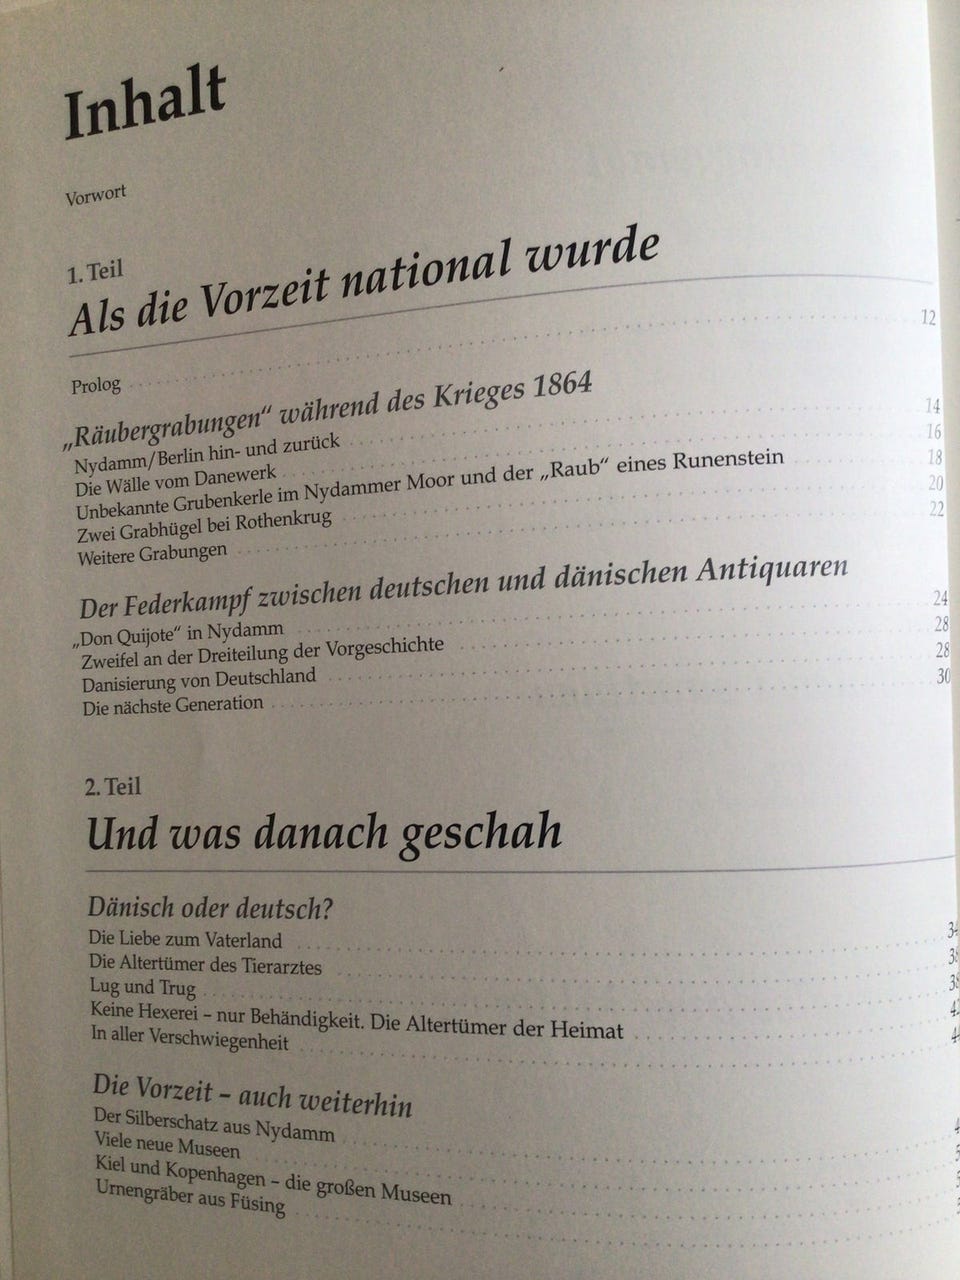 Inhalt
Vorwort
1. Teil
Als die Vorzeit national wurde
Prolog 12
„Räubergrabungen“ während des Krieges 1864
Nydamm/Berlin hin- und zurück 14
Die Wälle vom Danewerk 16
Unbekannte Grubenkerle im Nydammer Moor und der „Raub“ eines Runenstein 18
Zwei Grabhügel bei Rothenkrug 20
Weitere Grabungen 22
Der Federkampf zwischen deutschen und dänischen Antiquaren
„Don Quijote“ in Nydamm 24
Zweifel an der Dreiteilung der Vorgeschichte 28
Danisierung von Deutschland 28
Die nächste Generation 30
2. Teil
Und was danach geschah
Dänisch oder deutsch?
Die Liebe zum Vaterland
Die Altertümer des Tierarztes
Lug und Trug
Keine Hexerei – nur Behändigkeit. Die Altertümer der Heimat
In aller Verschwiegenheit
Die Vorzeit – auch weiterhin
Der Silberschatz aus Nydamm
Viele neue Museen
Kiel und Kopenhagen – die großen Museen
Urnengräber aus Füsing